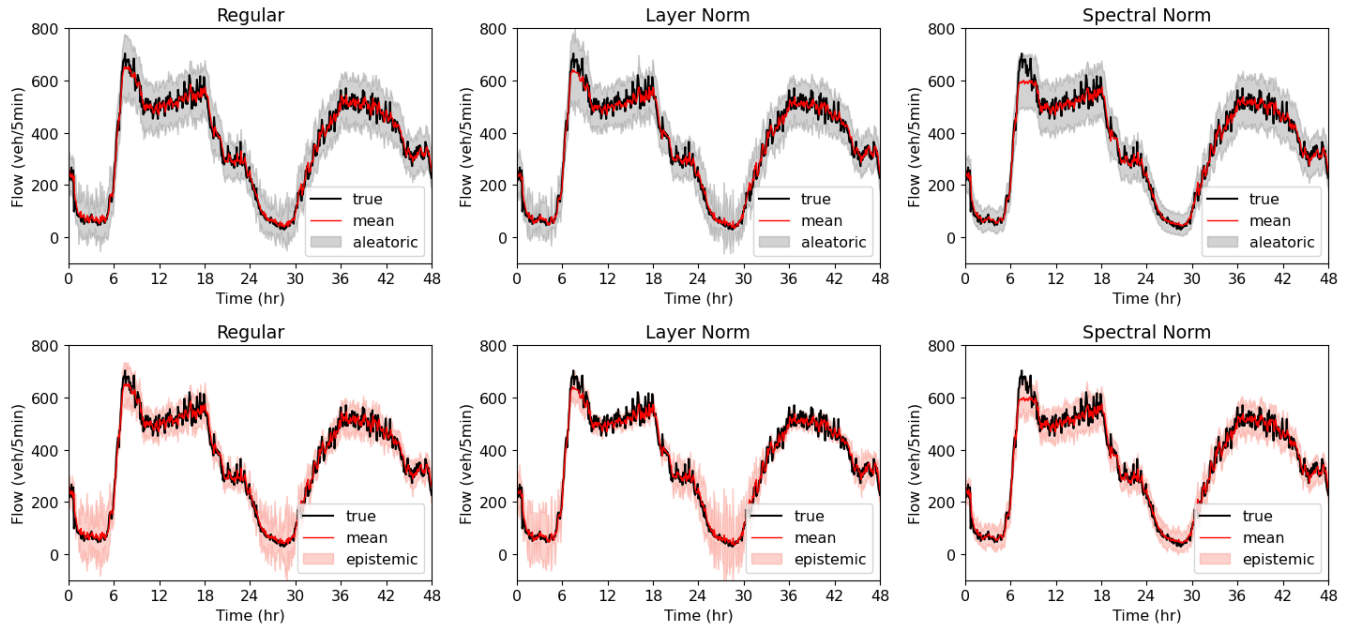 Regular
Flow (veh/5min)
800
600
400
200
0
true
mean
aleatoric
0 6 12 18 24 30 36 42 48
Time (hr)
Layer Norm
Flow (veh/5min)
800
600
400
200
0
true
mean
aleatoric
0 6 12 18 24 30 36 42 48
Time (hr)
Spectral Norm
Flow (veh/5min)
800
600
400
200
0
true
mean
aleatoric
0 6 12 18 24 30 36 42 48
Time (hr)
Regular
Flow (veh/5min)
800
600
400
200
0
true
mean
epistemic
0 6 12 18 24 30 36 42 48
Time (hr)
Layer Norm
Flow (veh/5min)
800
600
400
200
0
true
mean
epistemic
0 6 12 18 24 30 36 42 48
Time (hr)
Spectral Norm
Flow (veh/5min)
800
600
400
200
0
true
mean
epistemic
0 6 12 18 24 30 36 42 48
Time (hr)